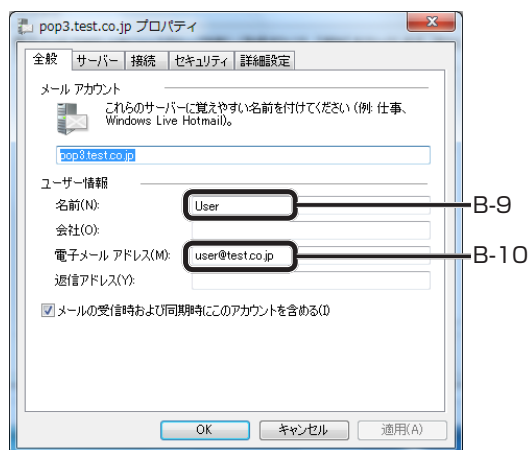 pop3.test.co.jp プロパティ
全般 サーバー 接続 セキュリティ 詳細設定
メール アカウント
これらのサーバーに覚えやすい名前を付けてください (例: 仕事、
Windows Live Hotmail)。
pop3.test.co.jp
ユーザー情報
名前(N): User B-9
会社(O):
電子メール アドレス(M): user@test.co.jp B-10
返信アドレス(Y):
メールの受信時および同期時にこのアカウントを含める(I)
OK キャンセル 適用(A)